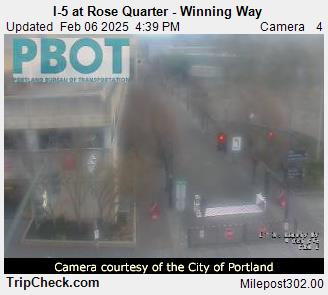 I-5 at Rose Quarter - Winning Way
Updated  Feb 06 2025  4:39 PM
Camera  4
PBOT
PORTLAND BUREAU OF TRANSPORTATION
Camera courtesy of the City of Portland
TripCheck.com
Milepost302.00